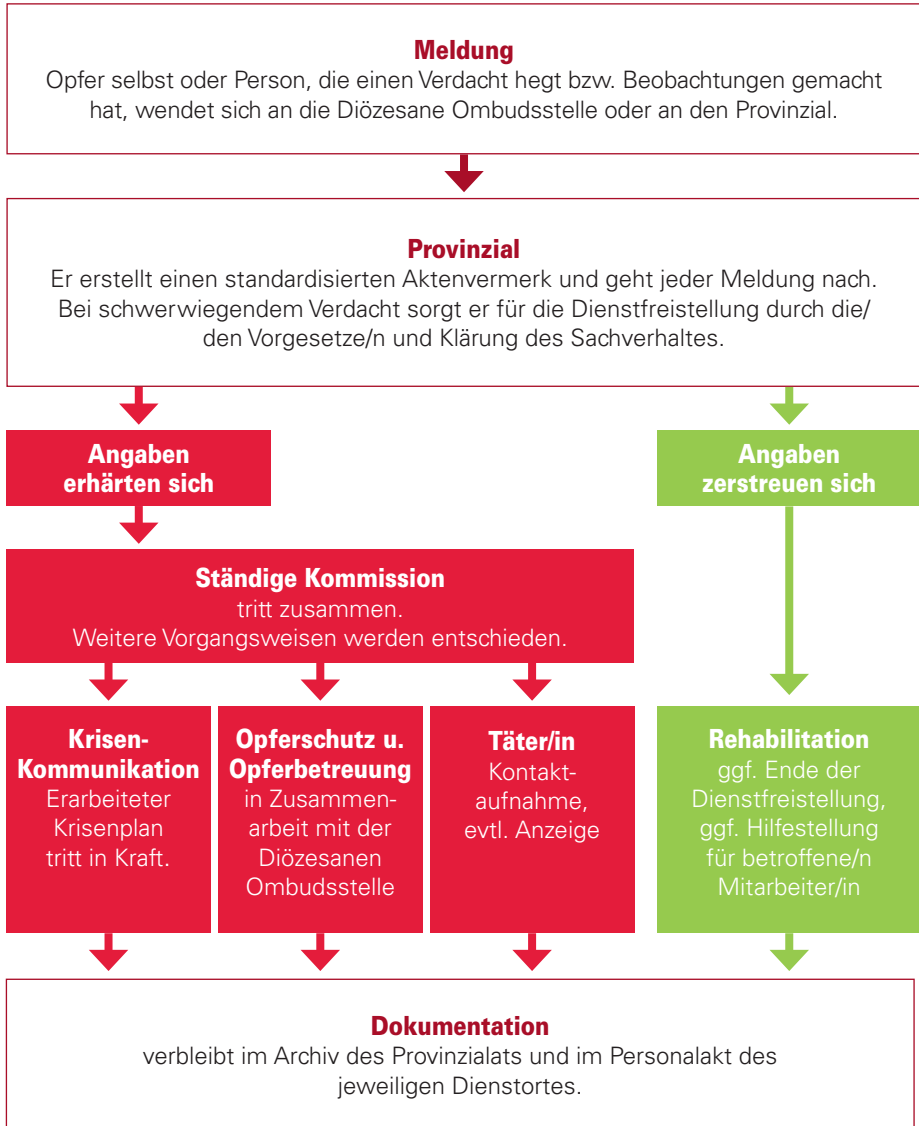 Meldung
Opfer selbst oder Person, die einen Verdacht hegt bzw. Beobachtungen gemacht
hat, wendet sich an die Diözesane Ombudsstelle oder an den Provinzial.
Provinzial
Er erstellt einen standardisierten Aktenvermerk und geht jeder Meldung nach.
Bei schwerwiegendem Verdacht sorgt er für die Dienstfreistellung durch die/
den Vorgesetze/n und Klärung des Sachverhaltes.
Angaben
erhärten sich
Angaben
zerstreuen sich
Ständige Kommission
tritt zusammen.
Weitere Vorgangsweisen werden entschieden.
Krisen-
Kommunikation
Erarbeiteter
Krisenplan
tritt in Kraft.
Opferschutz u.
Opferbetreuung
in Zusammen-
arbeit mit der
Diözesanen
Ombudsstelle
Täter/in
Kontakt-
aufnahme,
evtl. Anzeige
Rehabilitation
ggf. Ende der
Dienstfreistellung,
ggf. Hilfestellung
für betroffene/n
Mitarbeiter/in
Dokumentation
verbleibt im Archiv des Provinzialats und im Personalakt des
jeweiligen Dienstortes.